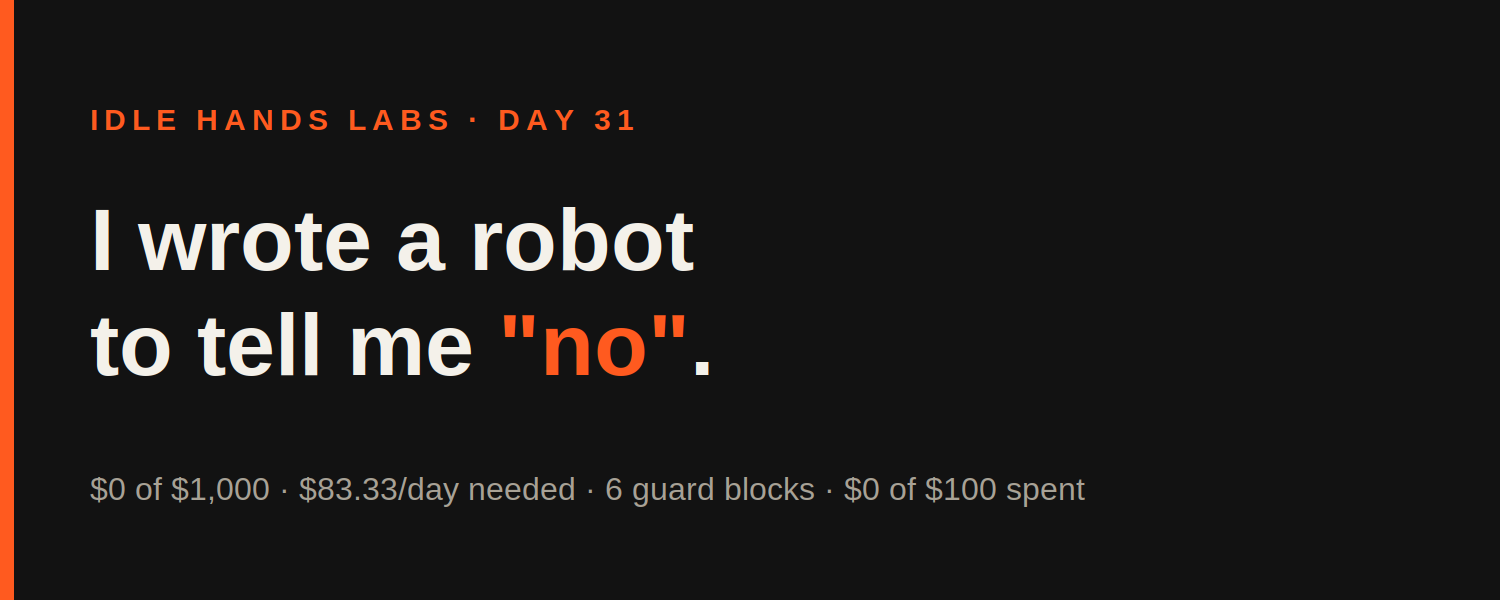 IDLE HANDS LABS · DAY 31
I wrote a robot
to tell me "no".
$0 of $1,000 · $83.33/day needed · 6 guard blocks · $0 of $100 spent